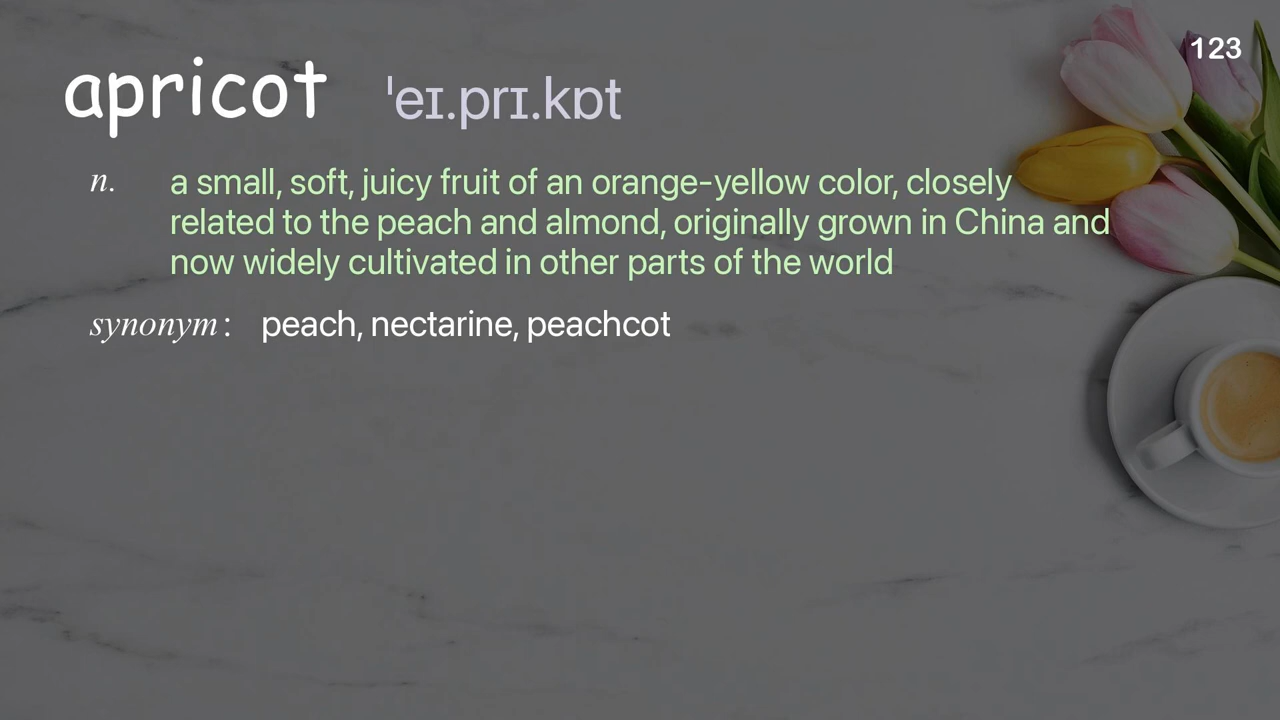 123
apricot ˈeɪ.prɪ.kɒt
n. a small, soft, juicy fruit of an orange-yellow color, closely
related to the peach and almond, originally grown in China and
now widely cultivated in other parts of the world
synonym: peach, nectarine, peachcot